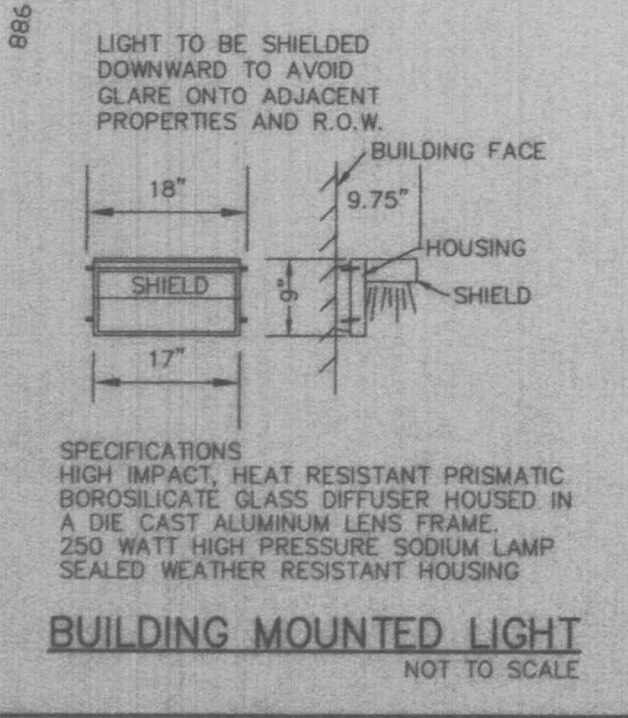 886
LIGHT TO BE SHIELDED
DOWNWARD TO AVOID
GLARE ONTO ADJACENT
PROPERTIES AND R.O.W.
BUILDING FACE
18"
9.75"
HOUSING
SHIELD
9"
SHIELD
17"
SPECIFICATIONS
HIGH IMPACT, HEAT RESISTANT PRISMATIC
BOROSILICATE GLASS DIFFUSER HOUSED IN
A DIE CAST ALUMINUM LENS FRAME.
250 WATT HIGH PRESSURE SODIUM LAMP
SEALED WEATHER RESISTANT HOUSING
BUILDING MOUNTED LIGHT
NOT TO SCALE